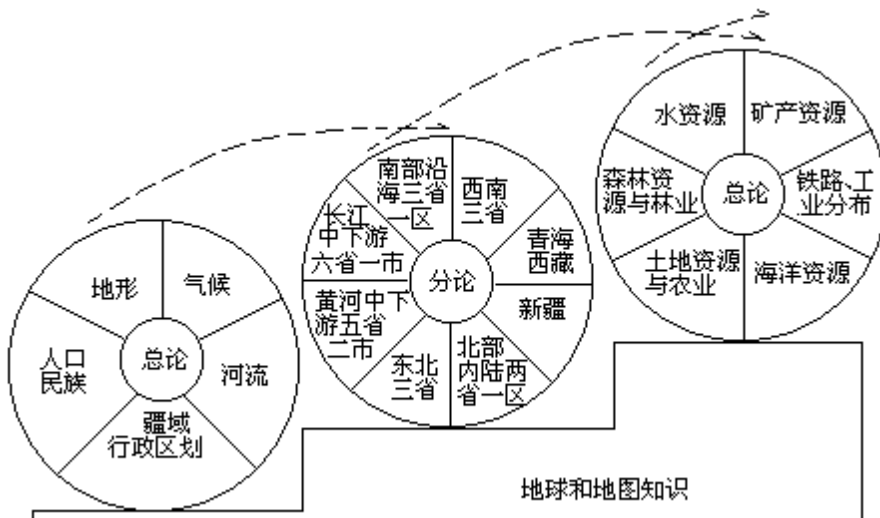 水资源
矿产资源
森林资
源与林业
总论
铁路、工
业分布
土地资源
与农业
海洋资源
南部沿
海三省
一区
西南
三省
长江
中下游
六省一市
青海
西藏
分论
黄河中下
游五省
二市
新疆
东北
三省
北部
内陆两
省一区
地形
气候
人口
民族
总论
河流
疆域
行政区划
地球和地图知识